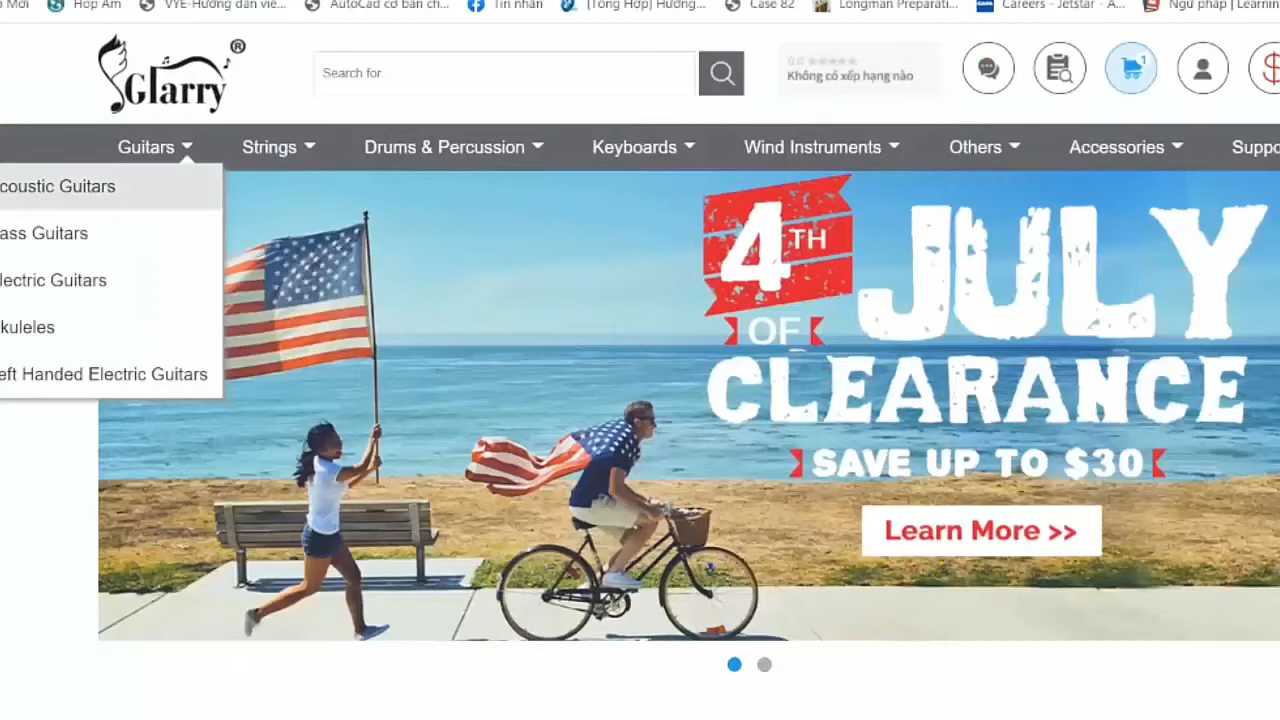 Mới Hợp Âm VYE-Hướng dẫn viê... AutoCad cơ bản ch... Tin nhắn [Tổng Hợp] Hướng... Case 82 Longman Preparati... Careers - Jetstar - A... Ngữ pháp | Learnin
Glarry ®
Search for
0.0 ★★★★★
Không có xếp hạng nào
1
Guitars Strings Drums & Percussion Keyboards Wind Instruments Others Accessories Suppo
coustic Guitars
ass Guitars
lectric Guitars
kuleles
eft Handed Electric Guitars
4TH
OF
JULY
CLEARANCE
SAVE UP TO $30
Learn More >>